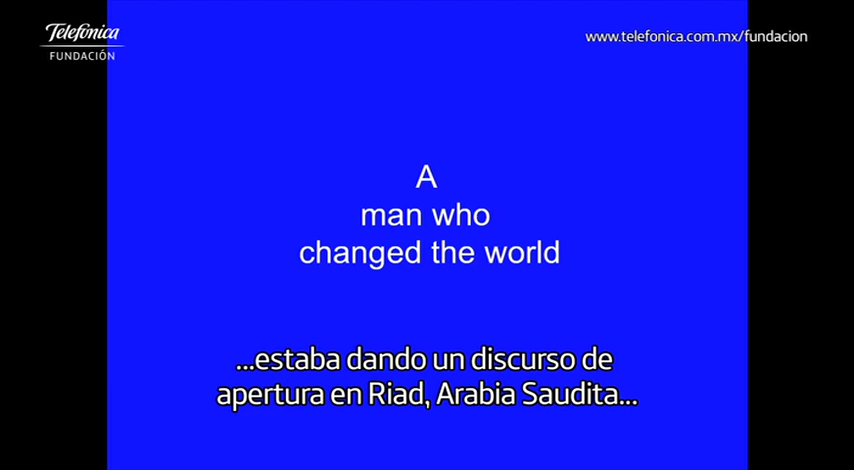 Telefónica
FUNDACIÓN
www.telefonica.com.mx/fundacion
A
man who
changed the world
...estaba dando un discurso de
apertura en Riad, Arabia Saudita...